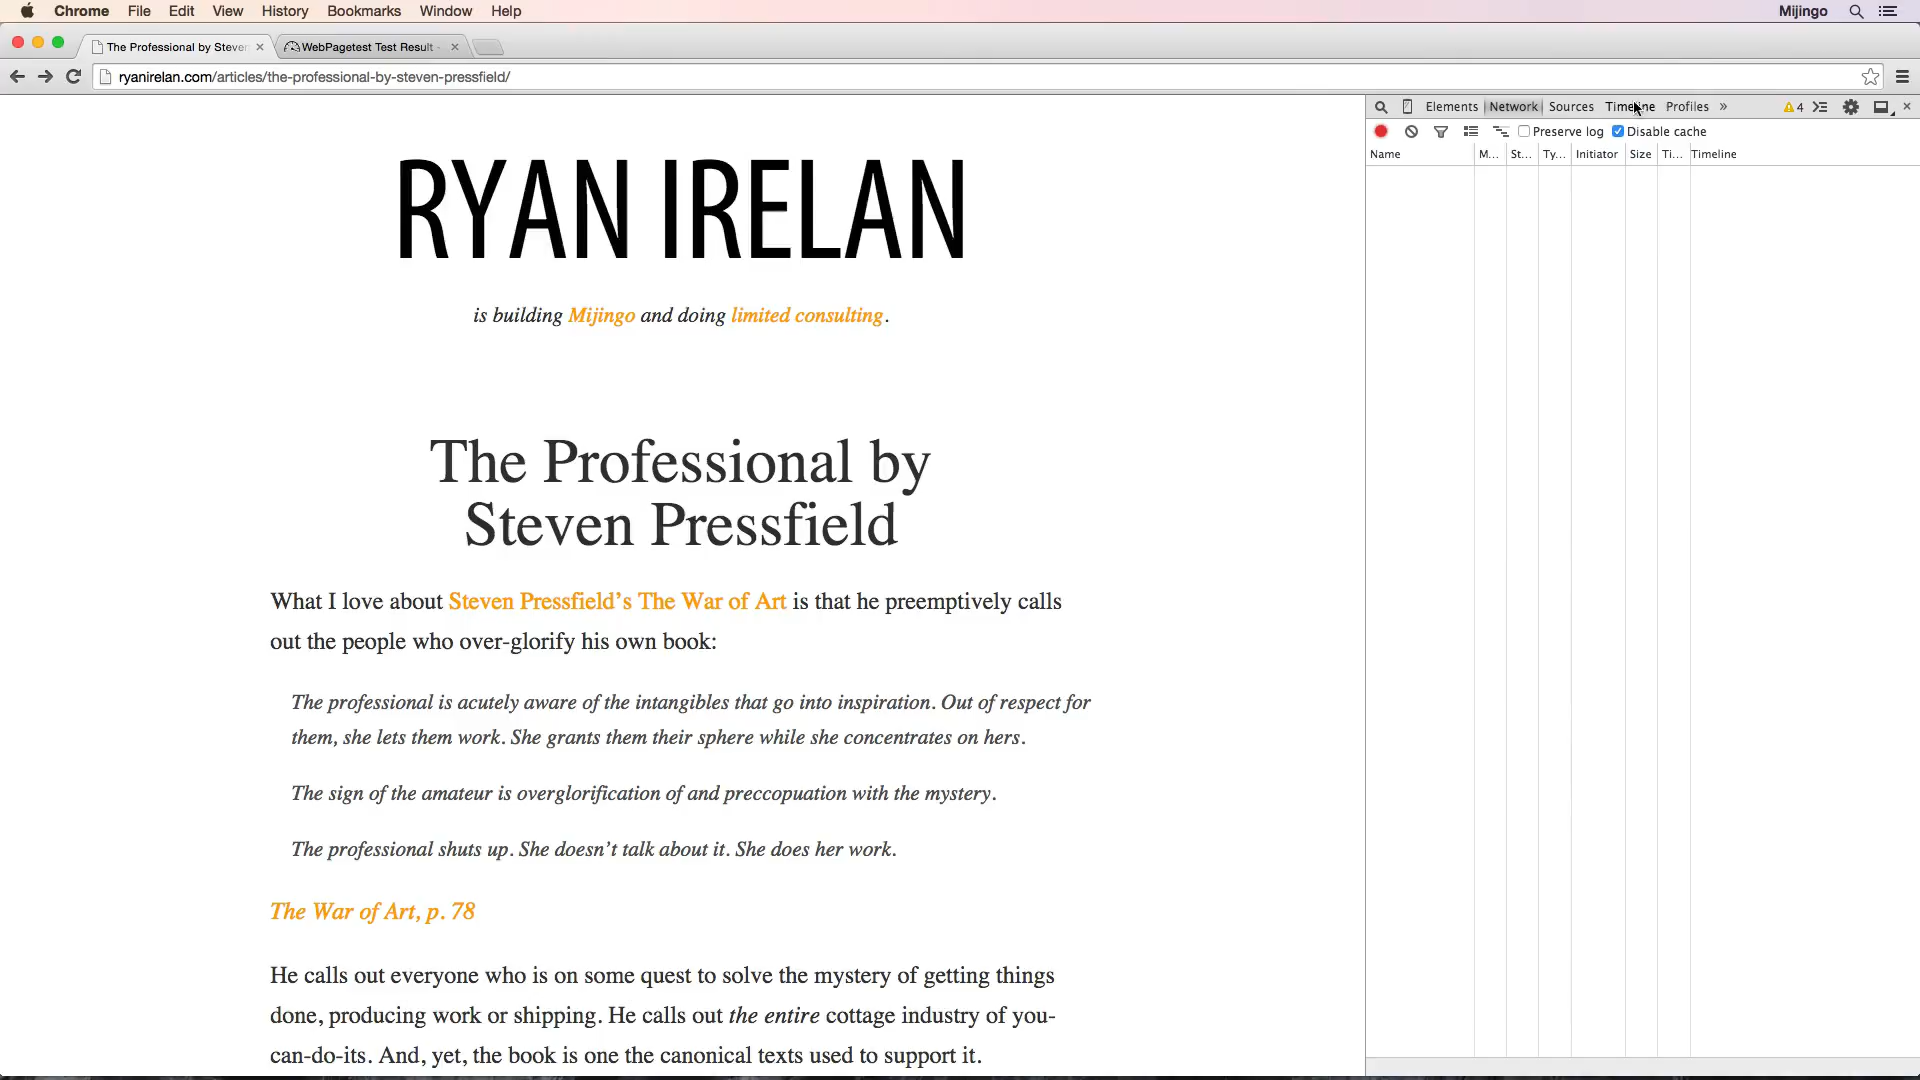 Chrome File Edit View History Bookmarks Window Help Mijingo
The Professional by Steven WebPagetest Test Result -
ryanirelan.com/articles/the-professional-by-steven-pressfield/
Elements Network Sources Timeline Profiles » 4
Preserve log Disable cache
Name M... St... Ty... Initiator Size Ti... Timeline
RYAN IRELAN
is building Mijingo and doing limited consulting.
The Professional by
Steven Pressfield
What I love about Steven Pressfield’s The War of Art is that he preemptively calls
out the people who over-glorify his own book:
The professional is acutely aware of the intangibles that go into inspiration. Out of respect for
them, she lets them work. She grants them their sphere while she concentrates on hers.
The sign of the amateur is overglorification of and preccopuation with the mystery.
The professional shuts up. She doesn’t talk about it. She does her work.
The War of Art, p. 78
He calls out everyone who is on some quest to solve the mystery of getting things
done, producing work or shipping. He calls out the entire cottage industry of you-
can-do-its. And, yet, the book is one the canonical texts used to support it.